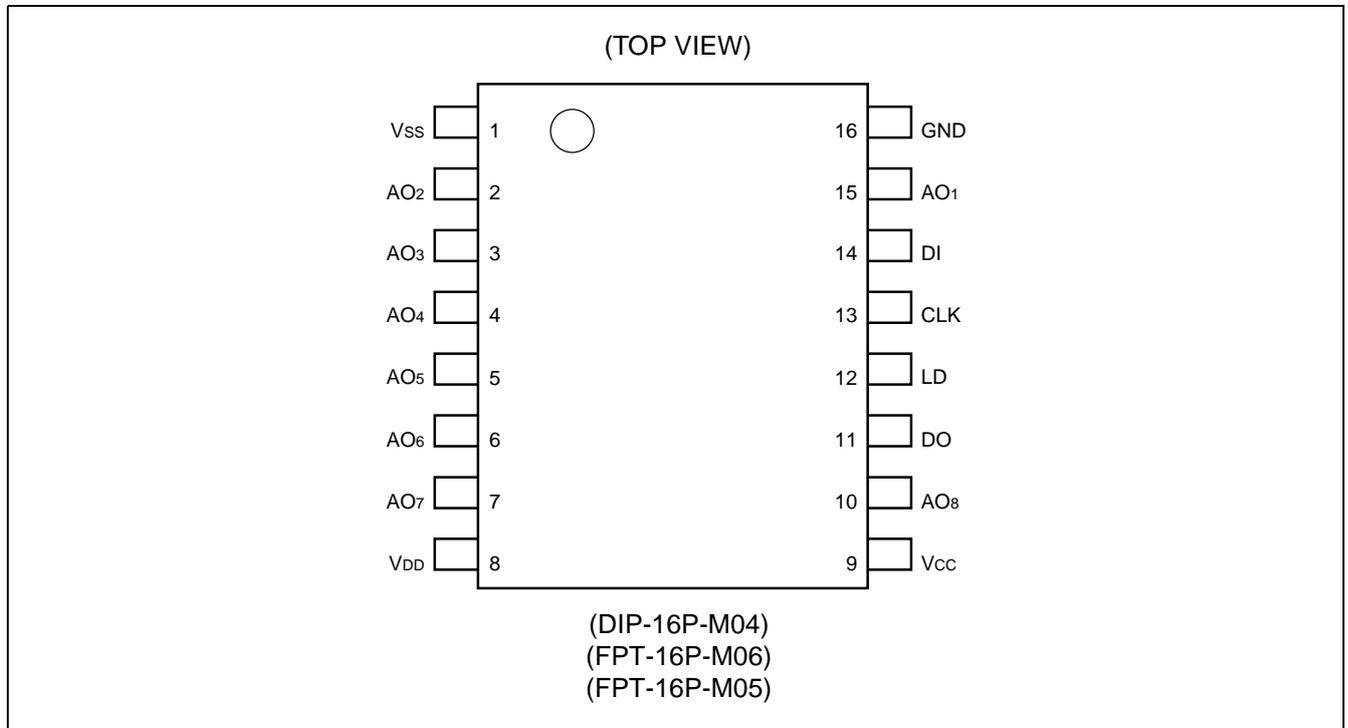 (TOP VIEW)
VSS 1 16 GND
AO2 2 15 AO1
AO3 3 14 DI
AO4 4 13 CLK
AO5 5 12 LD
AO6 6 11 DO
AO7 7 10 AO8
VDD 8 9 VCC
(DIP-16P-M04)
(FPT-16P-M06)
(FPT-16P-M05)